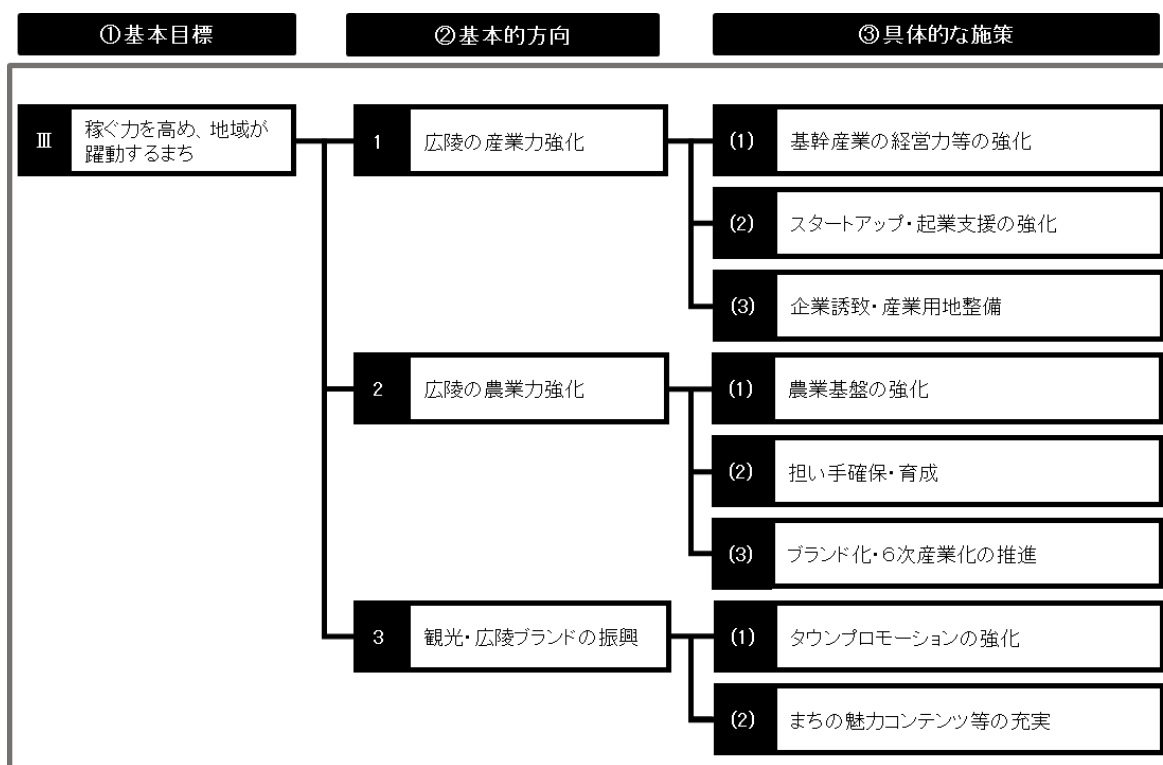 ①基本目標
②基本的方向
③具体的な施策
Ⅲ
稼ぐ力を高め、地域が
躍動するまち
1
広陵の産業力強化
(1)
基幹産業の経営力等の強化
(2)
スタートアップ・起業支援の強化
(3)
企業誘致・産業用地整備
2
広陵の農業力強化
(1)
農業基盤の強化
(2)
担い手確保・育成
(3)
ブランド化・6次産業化の推進
3
観光・広陵ブランドの振興
(1)
タウンプロモーションの強化
(2)
まちの魅力コンテンツ等の充実